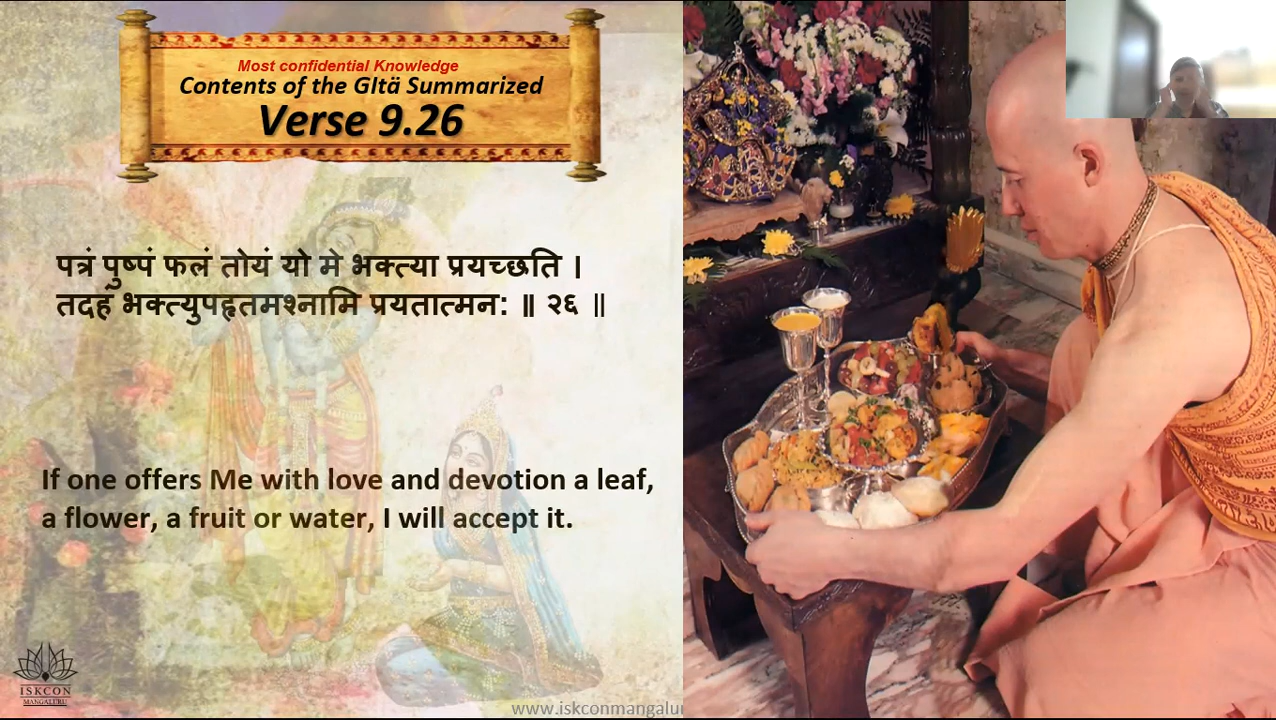 Most confidential Knowledge
Contents of the GItä Summarized
Verse 9.26
पत्रं पुष्पं फलं तोयं यो मे भक्त्या प्रयच्छति ।
तदहं भक्त्युपहृतमश्नामि प्रयतात्मन: ॥ २६ ॥
If one offers Me with love and devotion a leaf,
a flower, a fruit or water, I will accept it.
ISKCON
MANGALURU
www.iskconmangalur